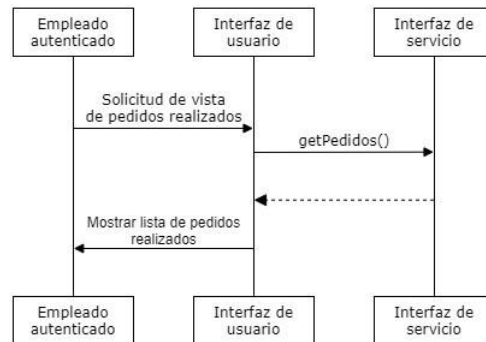 Empleado
autenticado
Interfaz de
usuario
Interfaz de
servicio
Solicitud de vista
de pedidos realizados
getPedidos()
Mostrar lista de pedidos
realizados
Empleado
autenticado
Interfaz de
usuario
Interfaz de
servicio